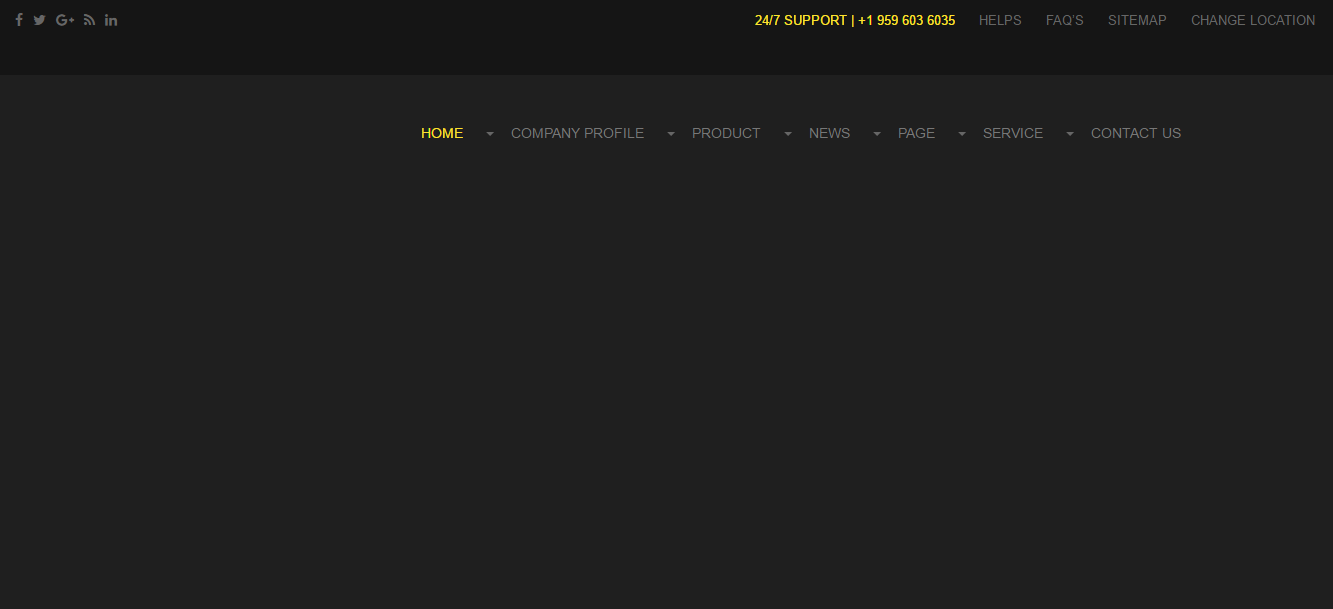 24/7 SUPPORT | +1 959 603 6035 HELPS FAQ'S SITEMAP CHANGE LOCATION
HOME COMPANY PROFILE PRODUCT NEWS PAGE SERVICE CONTACT US